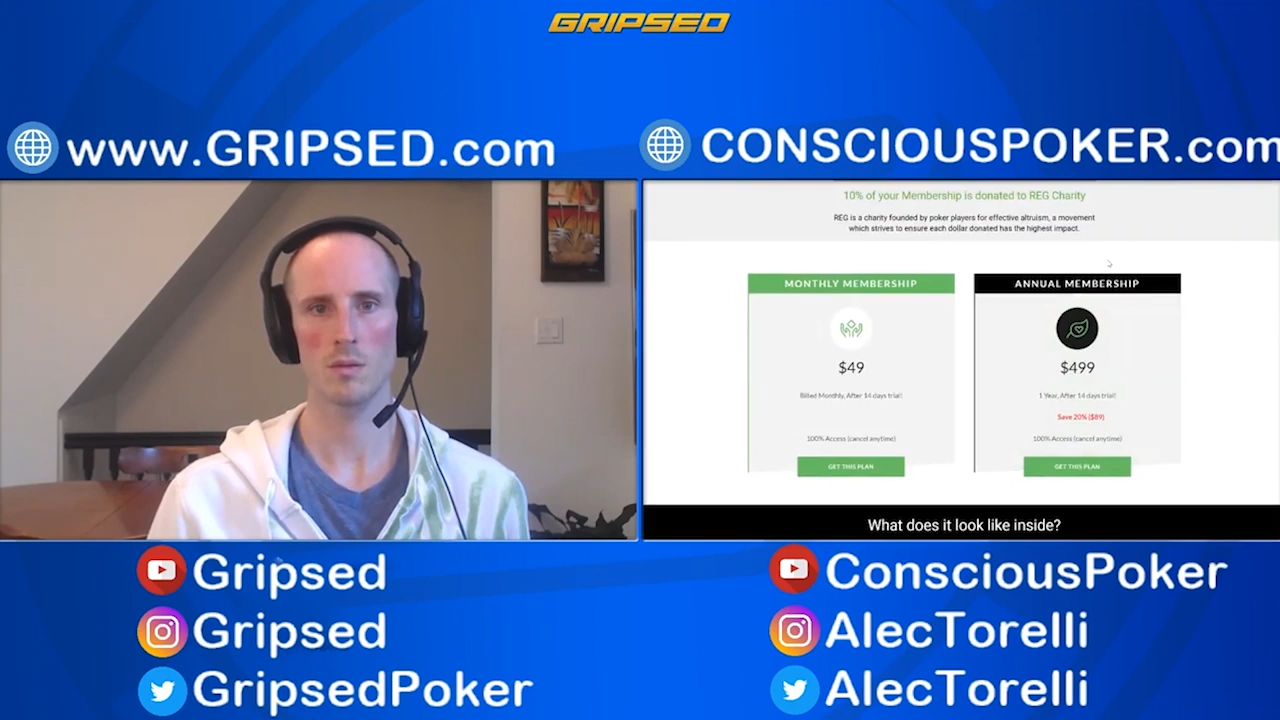 GRIPSED
www.GRIPSED.com
CONSCIOUSPOKER.com
10% of your Membership is donated to REG Charity
REG is a charity founded by poker players for effective altruism, a movement
which strives to ensure each dollar donated has the highest impact.
MONTHLY MEMBERSHIP
$49
Billed Monthly, After 14 days trial!
100% Access (cancel anytime)
GET THIS PLAN
ANNUAL MEMBERSHIP
$499
1 Year, After 14 days trial!
Save 20% ($89)
100% Access (cancel anytime)
GET THIS PLAN
What does it look like inside?
Gripsed
Gripsed
GripsedPoker
ConsciousPoker
AlecTorelli
AlecTorelli